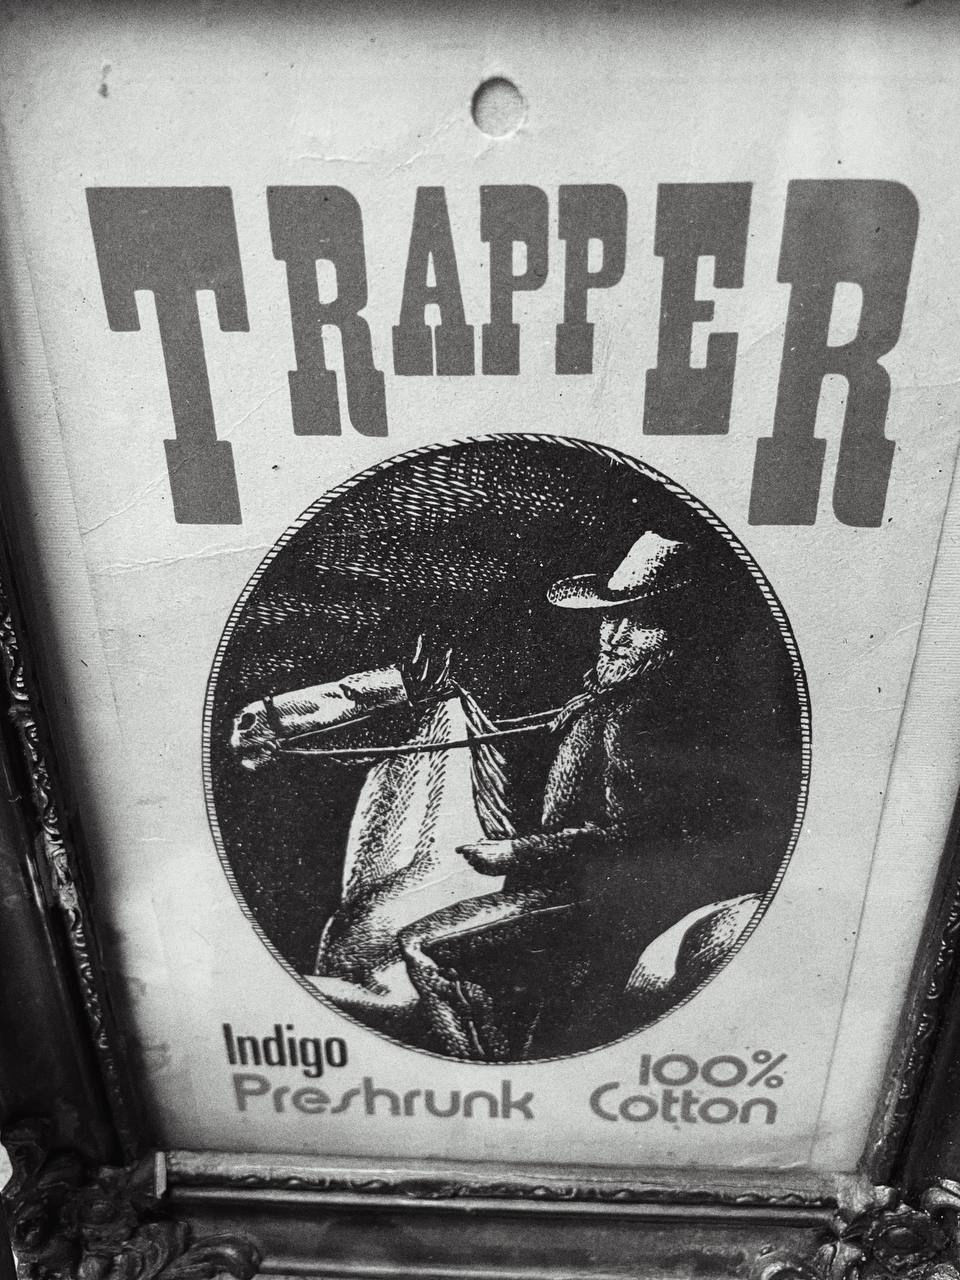 TRAPPER
Indigo
Preshrunk
100%
Cotton